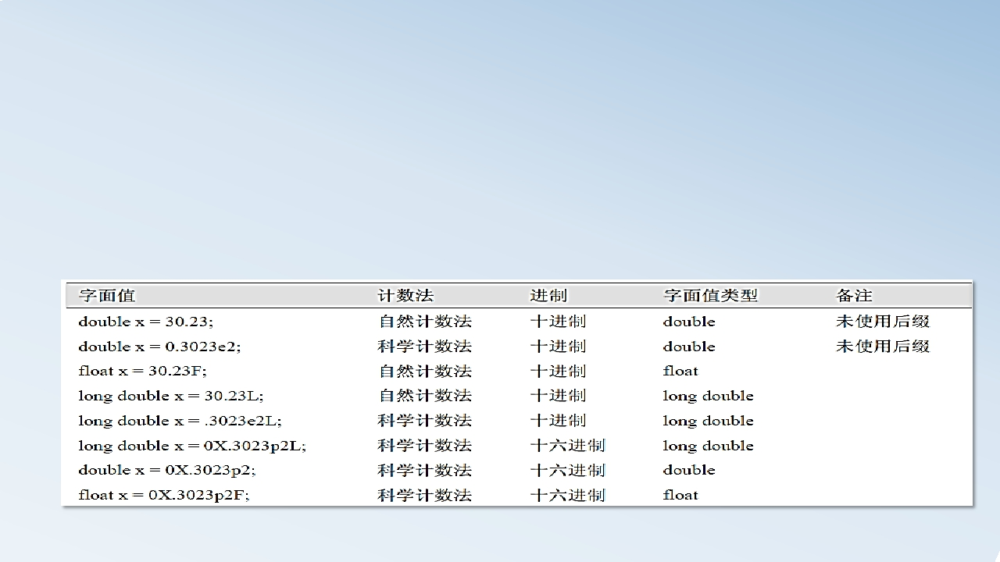 字面值 计数法 进制 字面值类型 备注
double x = 30.23; 自然计数法 十进制 double 未使用后缀
double x = 0.3023e2; 科学计数法 十进制 double 未使用后缀
float x = 30.23F; 自然计数法 十进制 float
long double x = 30.23L; 自然计数法 十进制 long double
long double x = .3023e2L; 科学计数法 十进制 long double
long double x = 0X.3023p2L; 科学计数法 十六进制 long double
double x = 0X.3023p2; 科学计数法 十六进制 double
float x = 0X.3023p2F; 科学计数法 十六进制 float